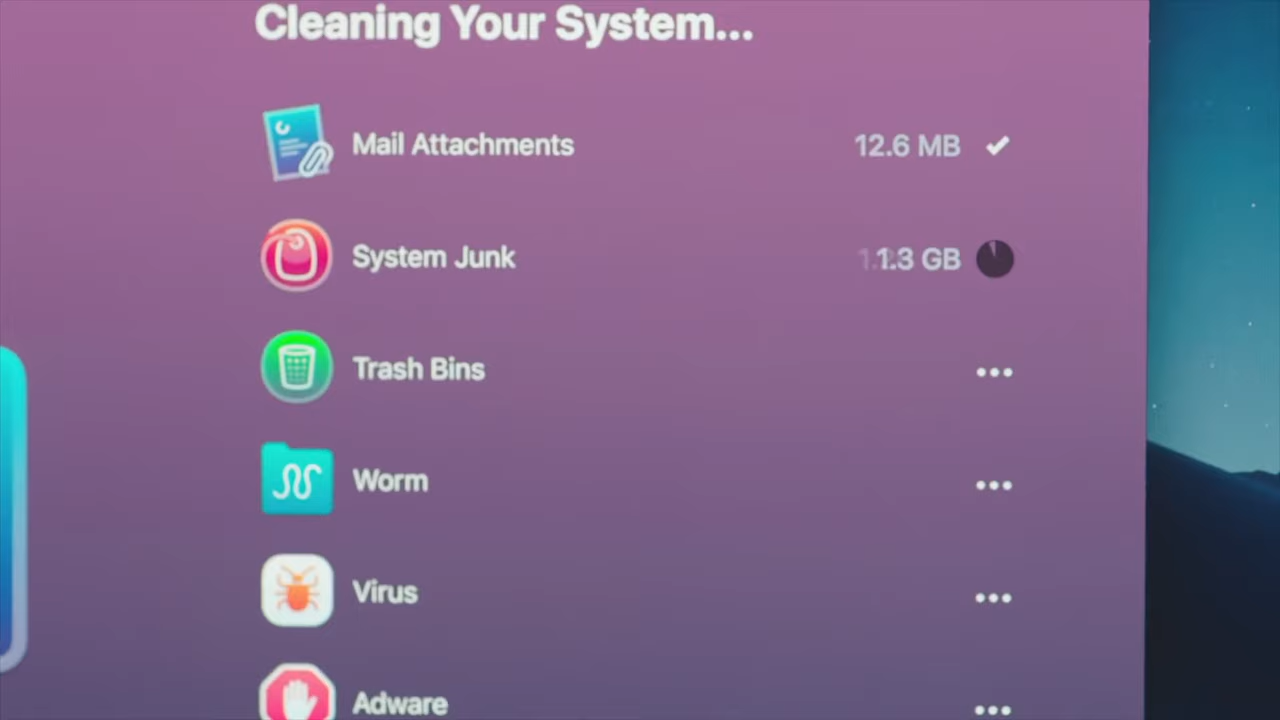 Cleaning Your System...
Mail Attachments 12.6 MB
System Junk GB
Trash Bins
Worm
Virus
Adware